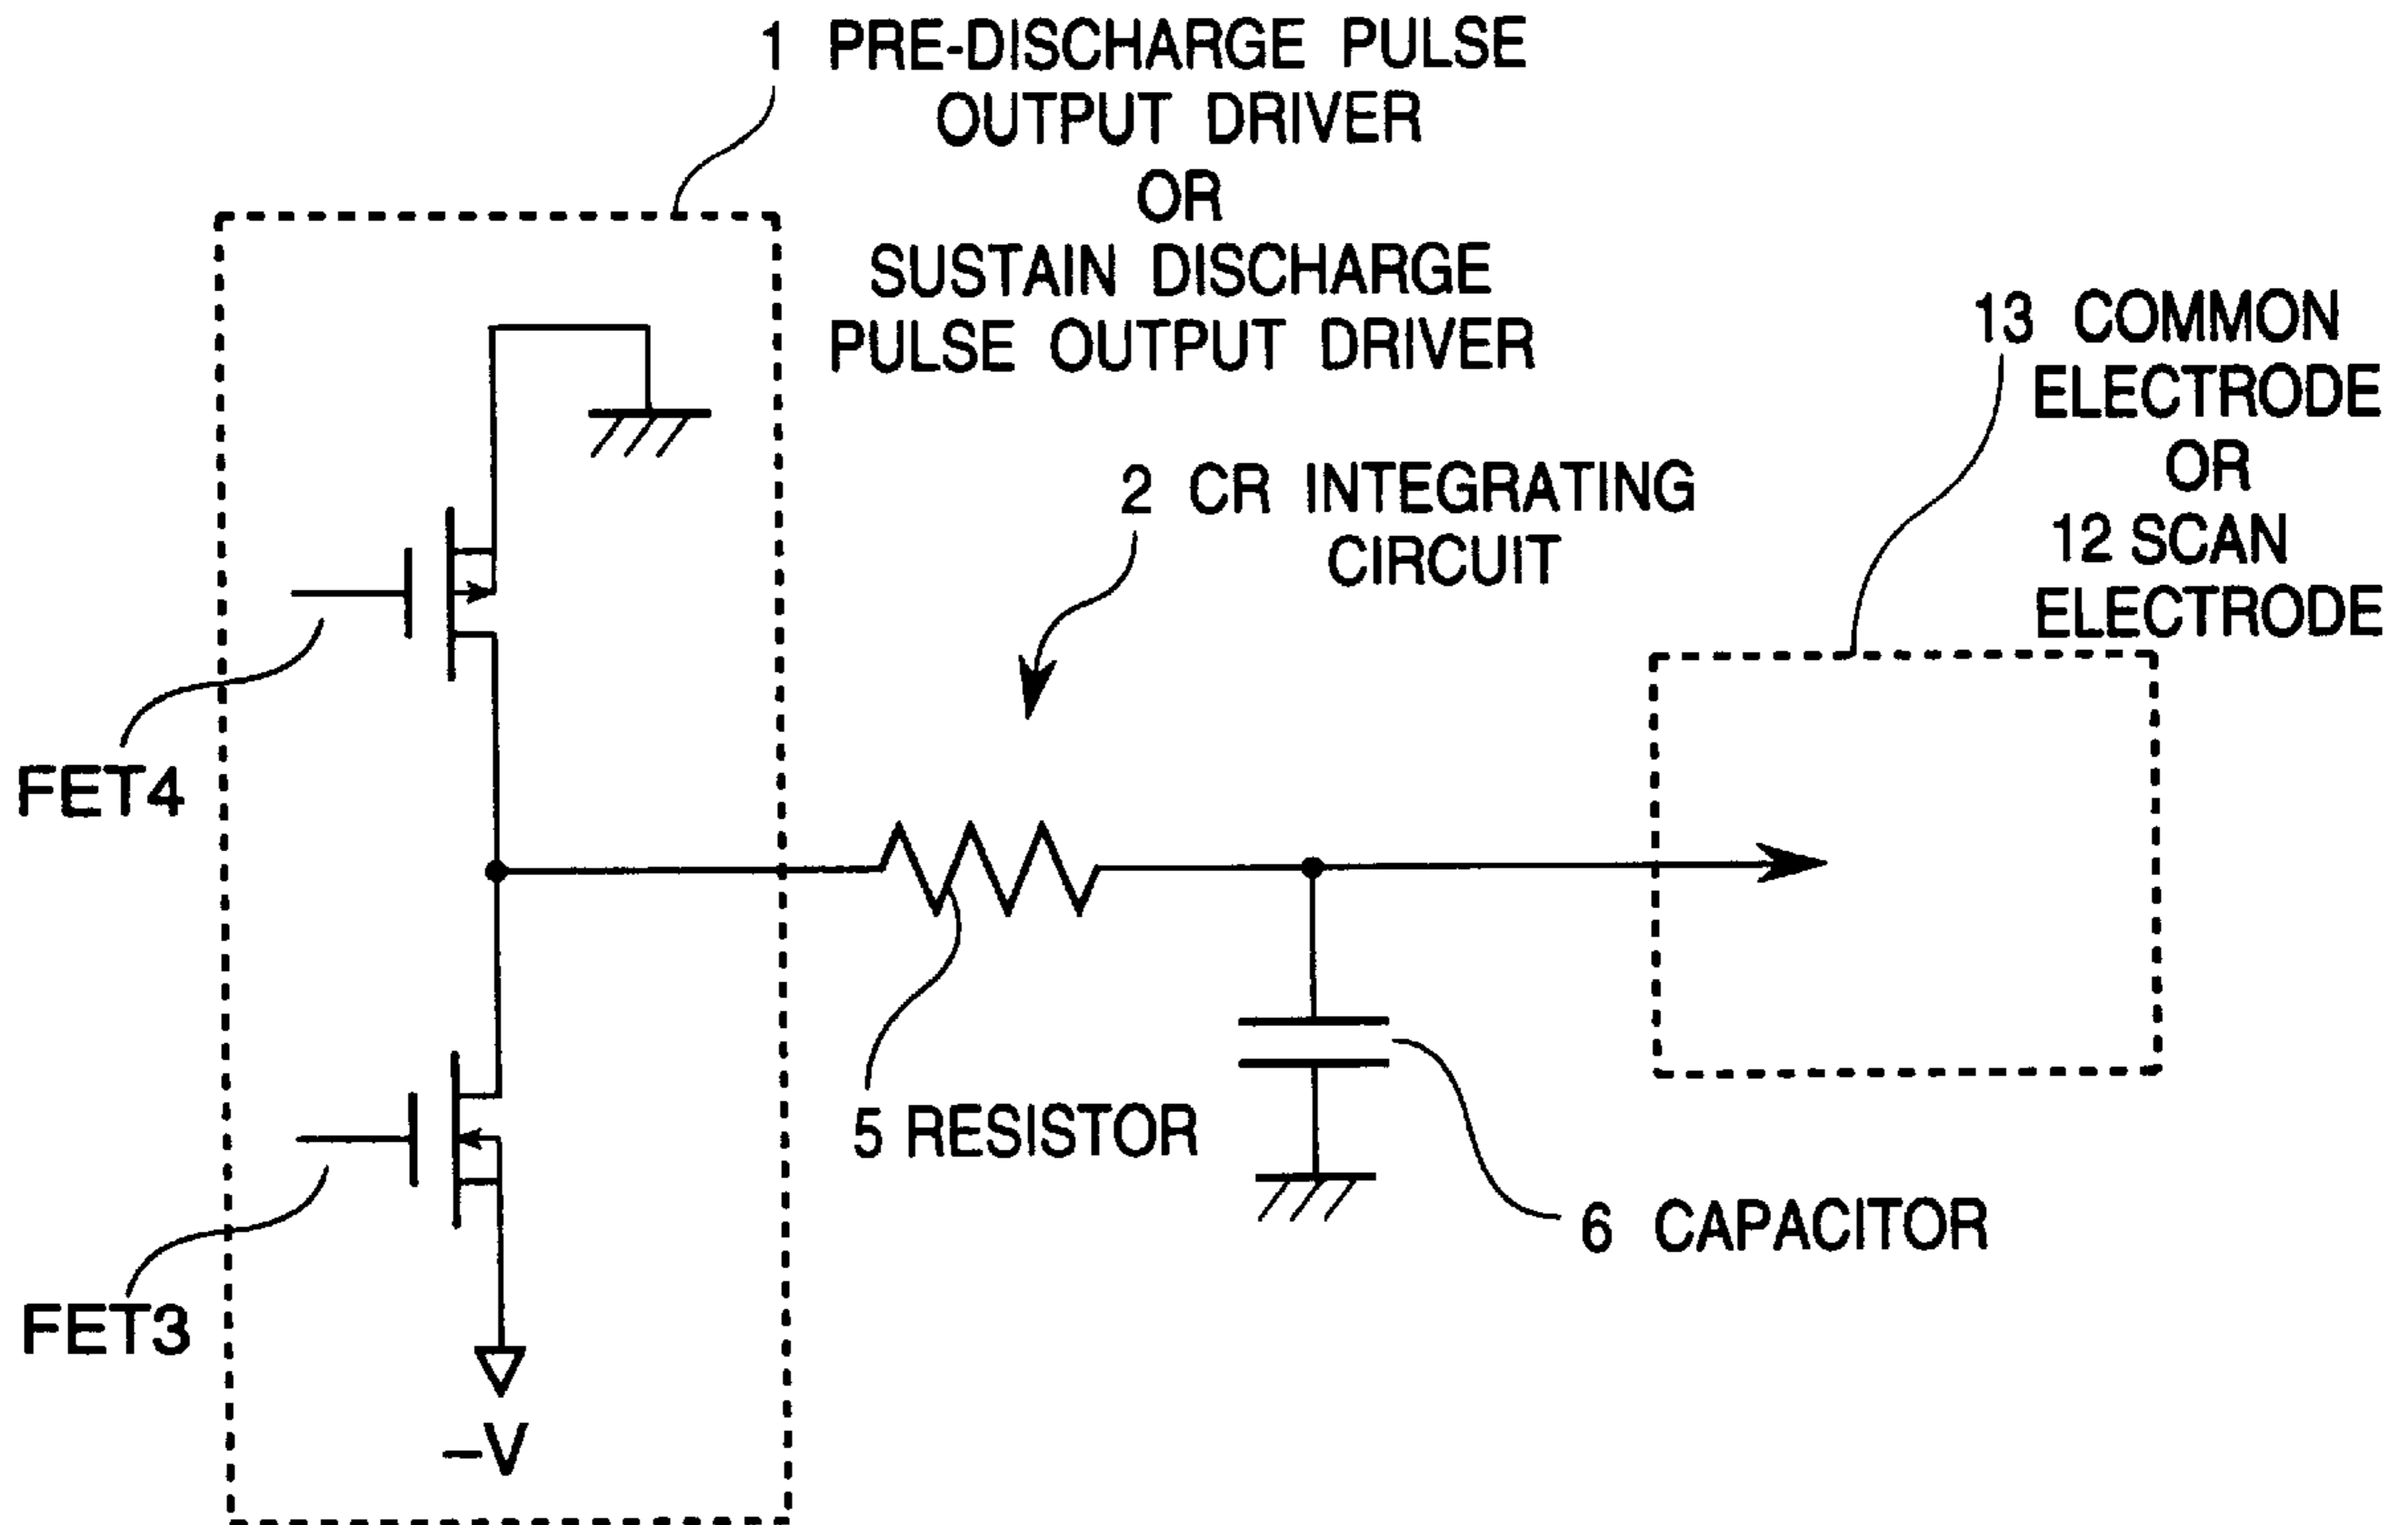 1 PRE-DISCHARGE PULSE
OUTPUT DRIVER
OR
SUSTAIN DISCHARGE
PULSE OUTPUT DRIVER
13 COMMON
ELECTRODE
OR
12 SCAN
ELECTRODE
2 CR INTEGRATING
CIRCUIT
FET4
5 RESISTOR
6 CAPACITOR
FET3
-V